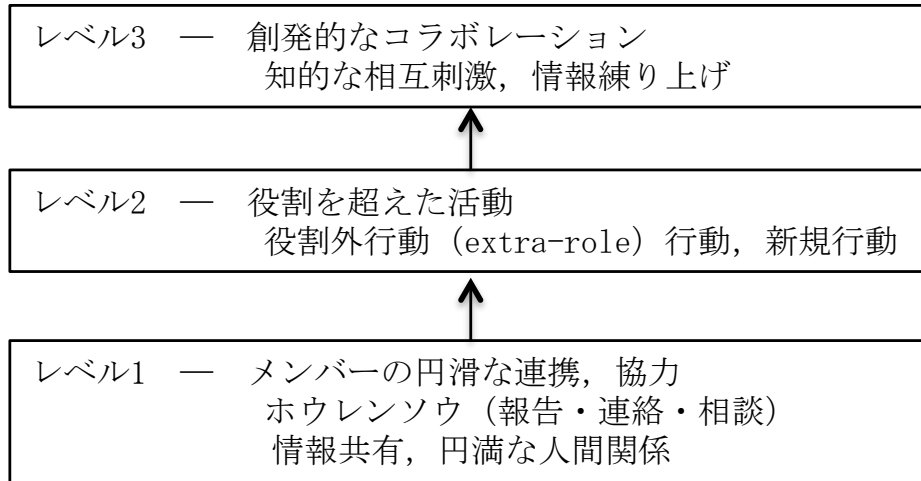 レベル3 ― 創発的なコラボレーション
知的な相互刺激，情報練り上げ
レベル2 ― 役割を超えた活動
役割外行動（extra-role）行動，新規行動
レベル1 ― メンバーの円滑な連携，協力
ホウレンソウ（報告・連絡・相談）
情報共有，円満な人間関係